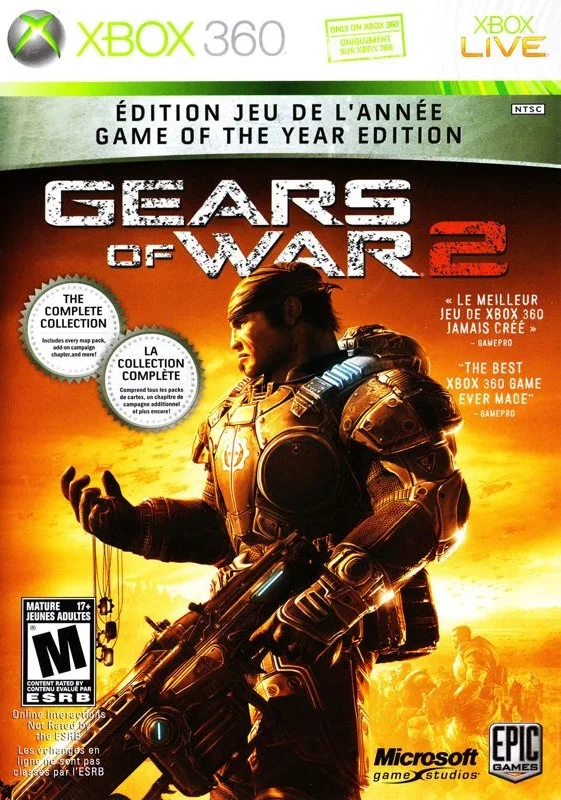 XBOX 360
ONLY ON XBOX 360
UNIQUEMENT
SUR XBOX 360
XBOX
LIVE
NTSC
ÉDITION JEU DE L'ANNÉE
GAME OF THE YEAR EDITION
GEARS
OF WAR 2
THE
COMPLETE
COLLECTION
Includes every map pack,
add-on campaign
chapter, and more!
LA
COLLECTION
COMPLÈTE
Comprend tous les packs
de cartes, un chapitre de
campagne additionnel
et plus encore!
« LE MEILLEUR
JEU DE XBOX 360
JAMAIS CRÉÉ »
– GAMEPRO
"THE BEST
XBOX 360 GAME
EVER MADE"
– GAMEPRO
MATURE 17+
JEUNES ADULTES
M
CONTENT RATED BY
CONTENU ÉVALUÉ PAR
ESRB
Online Interactions
Not Rated by
the ESRB
Les échanges en
ligne ne sont pas
classés par l'ESRB
Microsoft
game studios
EPIC
GAMES